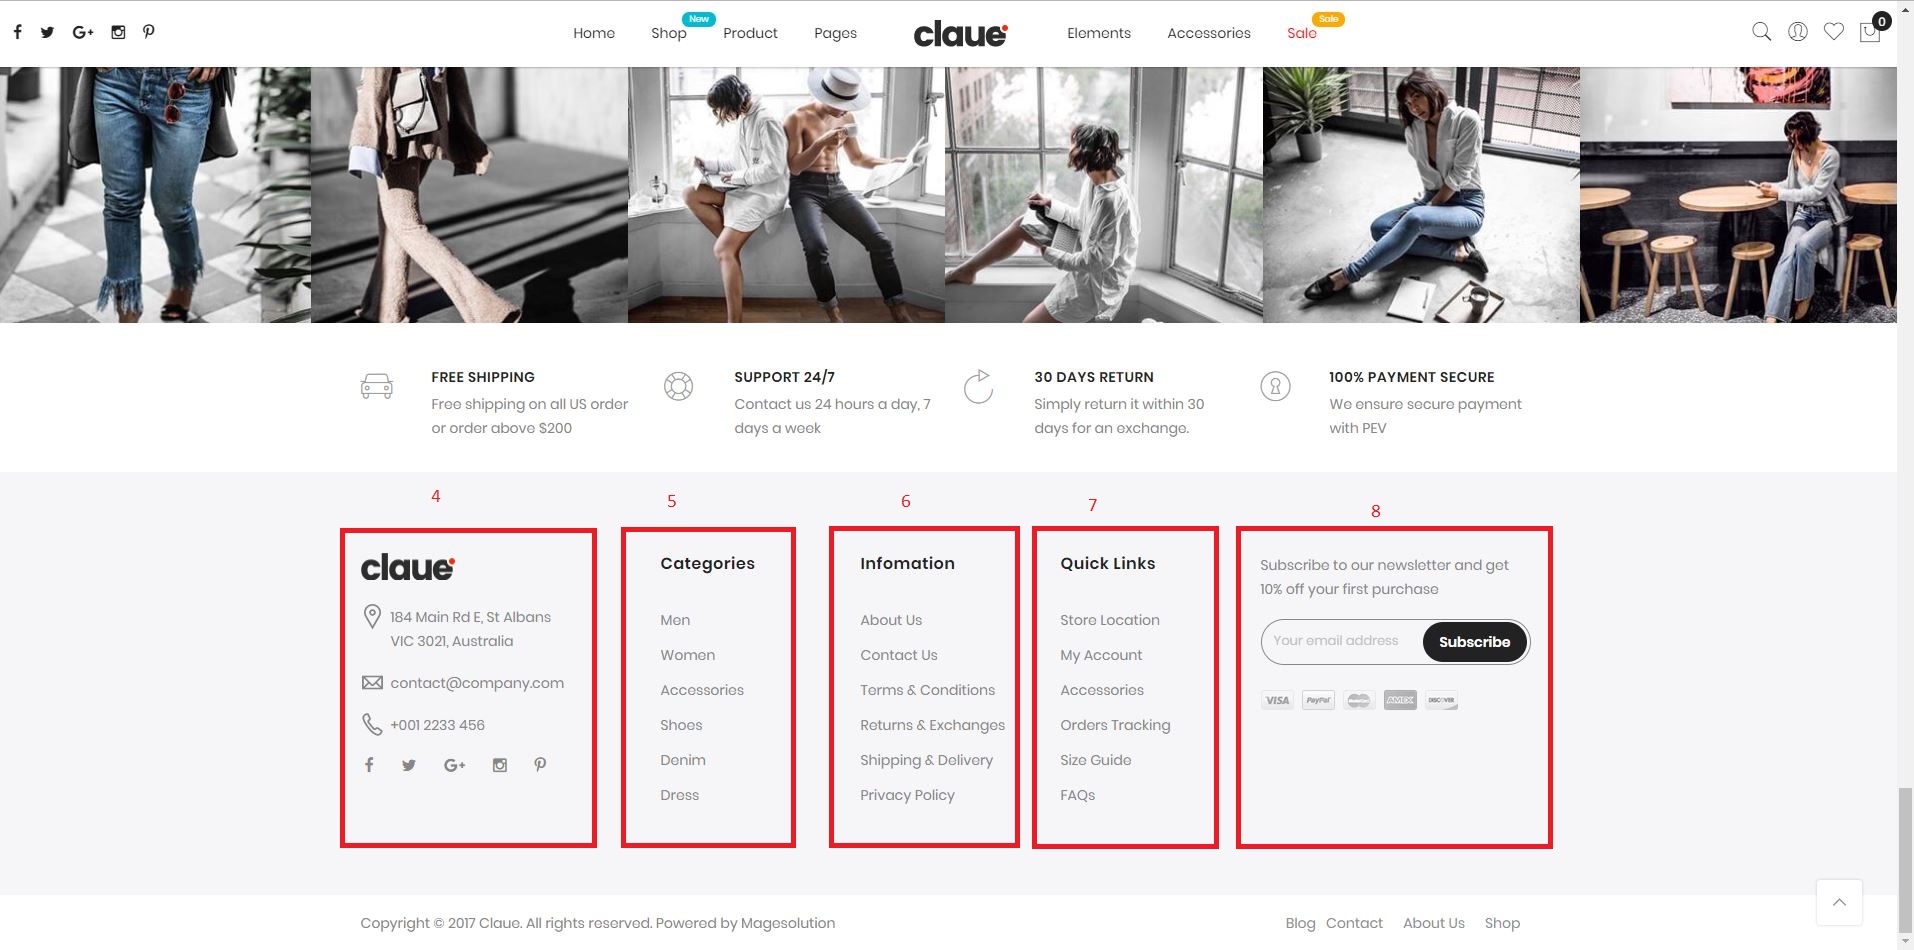 Home
Shop
New
Product
Pages
claue
Elements
Accessories
Sale
Sale
0
FREE SHIPPING
Free shipping on all US order
or order above $200
SUPPORT 24/7
Contact us 24 hours a day, 7
days a week
30 DAYS RETURN
Simply return it within 30
days for an exchange.
100% PAYMENT SECURE
We ensure secure payment
with PEV
4
claue
184 Main Rd E, St Albans
VIC 3021, Australia
contact@company.com
+001 2233 456
5
Categories
Men
Women
Accessories
Shoes
Denim
Dress
6
Infomation
About Us
Contact Us
Terms & Conditions
Returns & Exchanges
Shipping & Delivery
Privacy Policy
7
Quick Links
Store Location
My Account
Accessories
Orders Tracking
Size Guide
FAQs
8
Subscribe to our newsletter and get
10% off your first purchase
Your email address
Subscribe
VISA
PayPal
MasterCard
AMEX
DISCOVER
Copyright © 2017 Claue. All rights reserved. Powered by Magesolution
Blog Contact About Us Shop